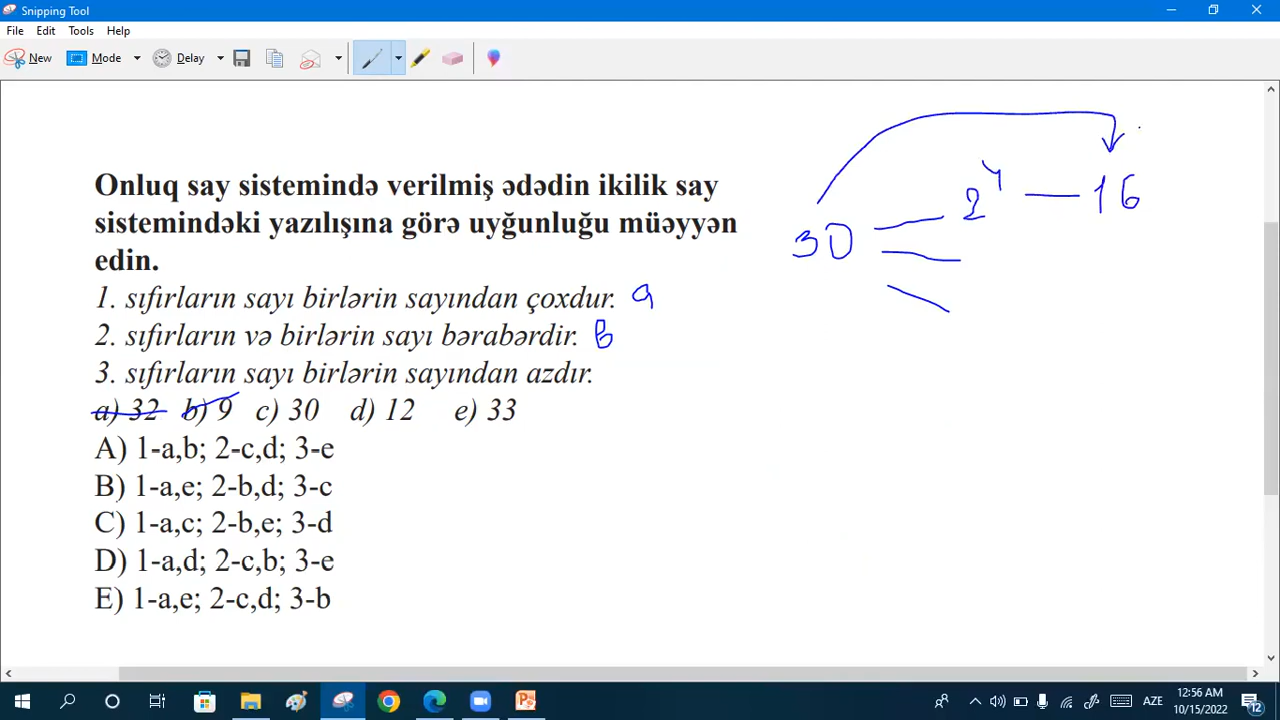 Snipping Tool
File Edit Tools Help
New Mode Delay
Onluq say sistemində verilmiş ədədin ikilik say
sistemindəki yazılışına görə uyğunluğu müəyyən
edin.
1. sıfırların sayı birlərin sayından çoxdur. a
2. sıfırların və birlərin sayı bərabərdir. b
3. sıfırların sayı birlərin sayından azdır.
a) 32 b) 9 c) 30 d) 12 e) 33
A) 1-a,b; 2-c,d; 3-e
B) 1-a,e; 2-b,d; 3-c
C) 1-a,c; 2-b,e; 3-d
D) 1-a,d; 2-c,b; 3-e
E) 1-a,e; 2-c,d; 3-b
2⁴ — 16
30
AZE
12:56 AM
10/15/2022
12